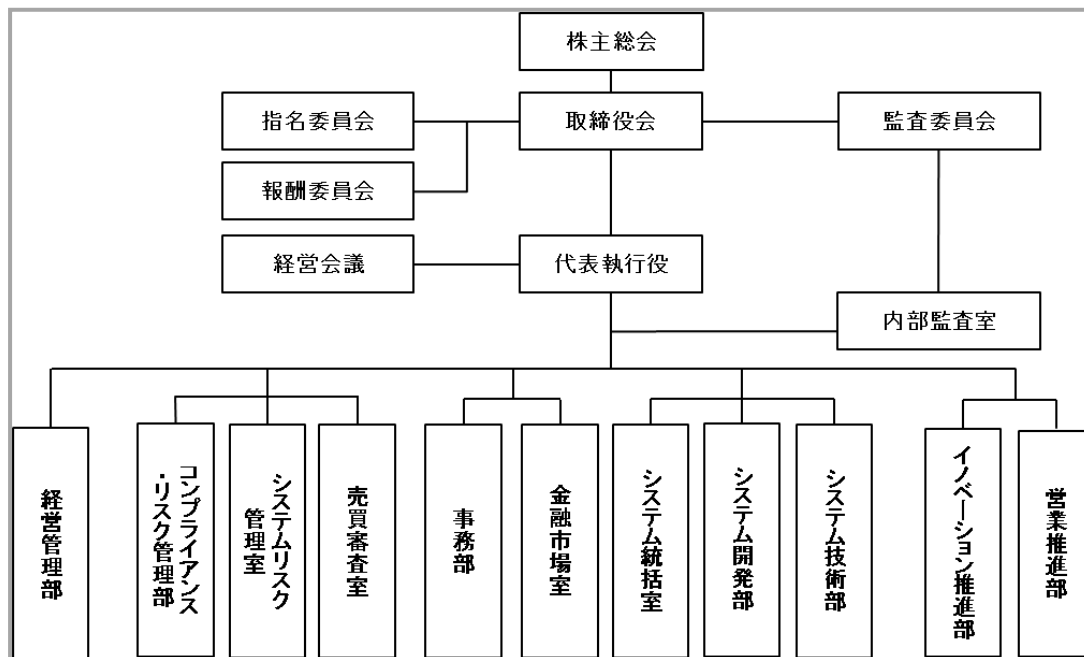 株主総会
指名委員会
取締役会
監査委員会
報酬委員会
経営会議
代表執行役
内部監査室
経営管理部
コンプライアンス
・リスク管理部
システムリスク
管理室
売買審査室
事務部
金融市場室
システム統括室
システム開発部
システム技術部
イノベーション推進部
営業推進部